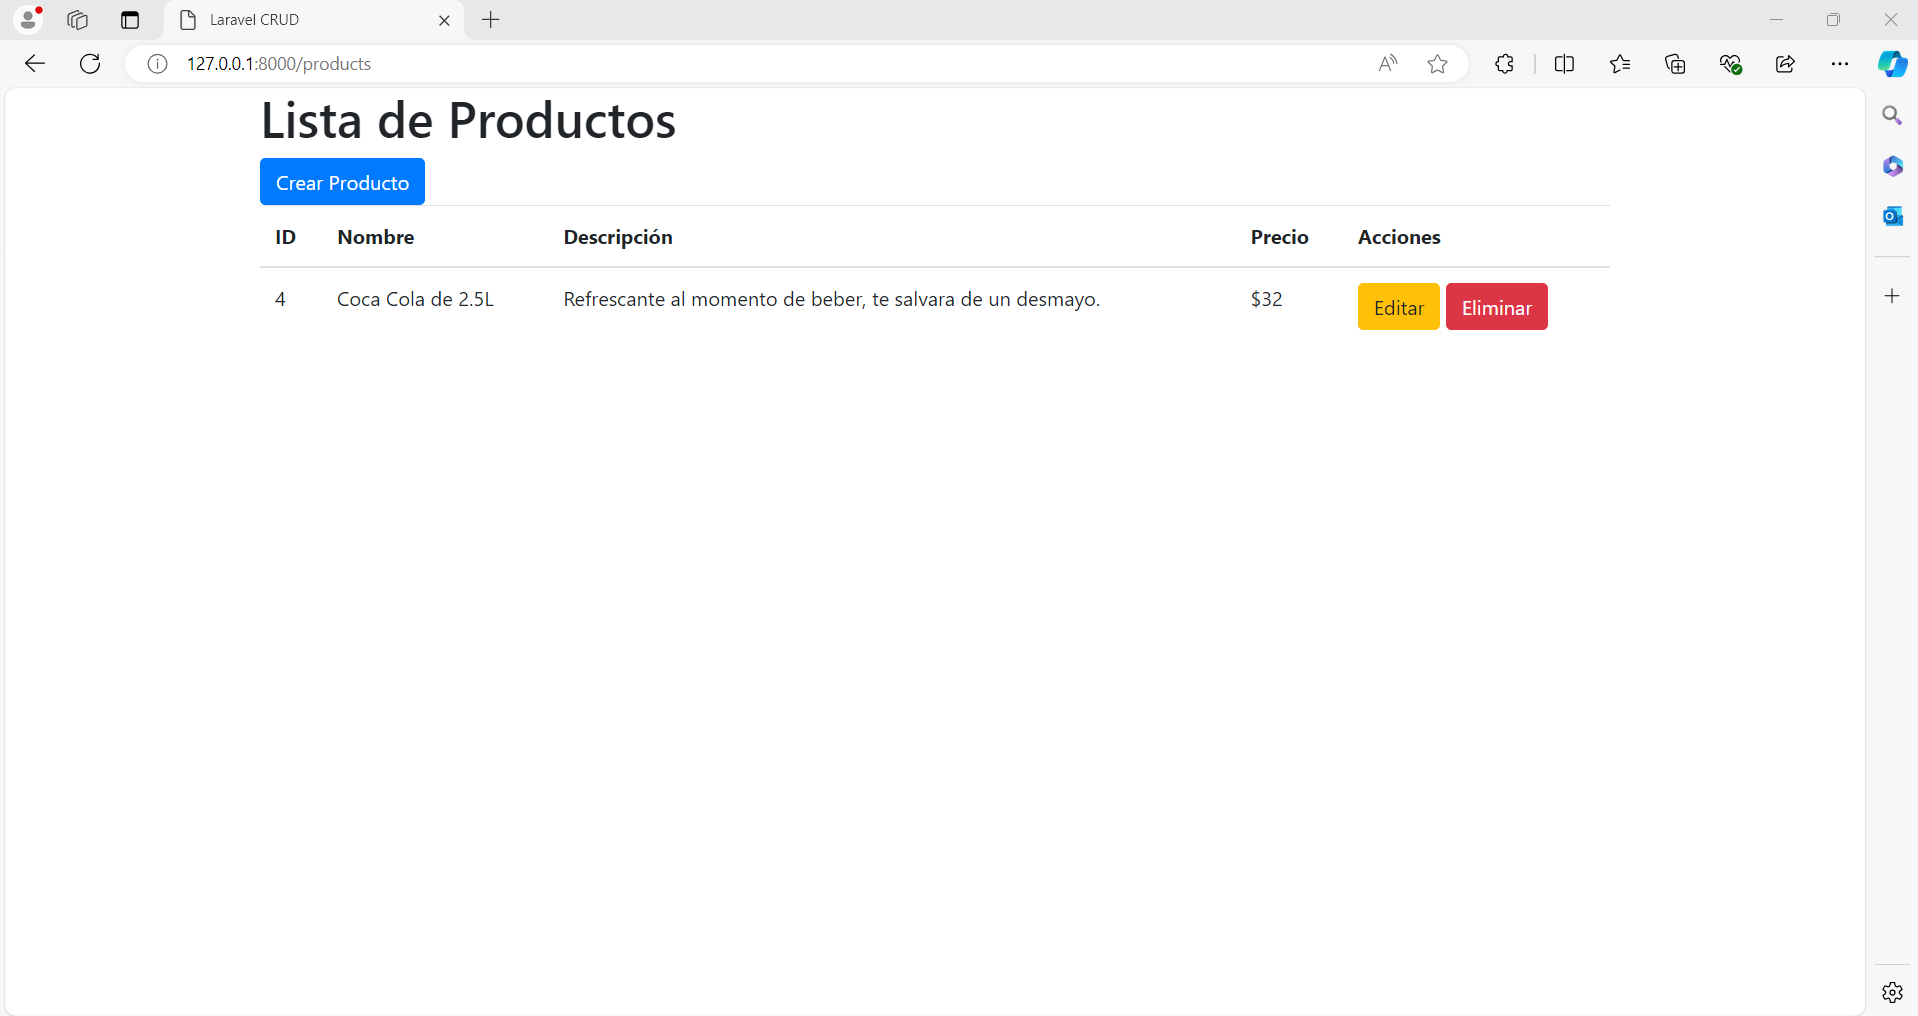 Laravel CRUD
127.0.0.1:8000/products
Lista de Productos
Crear Producto
ID Nombre Descripción Precio Acciones
4 Coca Cola de 2.5L Refrescante al momento de beber, te salvara de un desmayo. $32 Editar Eliminar